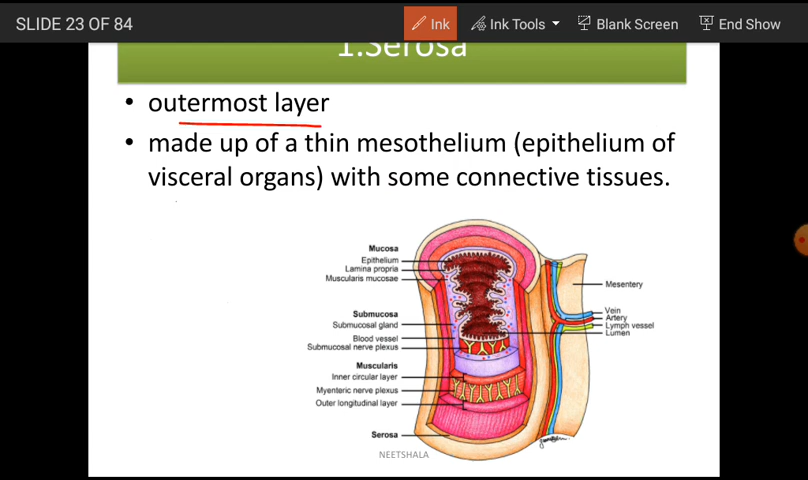 SLIDE 23 OF 84
Ink
Ink Tools
Blank Screen
End Show
1.Serosa
• outermost layer
• made up of a thin mesothelium (epithelium of
visceral organs) with some connective tissues.
Mucosa
Epithelium
Lamina propria
Muscularis mucosae
Submucosa
Submucosal gland
Blood vessel
Submucosal nerve plexus
Muscularis
Inner circular layer
Myenteric nerve plexus
Outer longitudinal layer
Serosa
Mesentery
Vein
Artery
Lymph vessel
Lumen
NEETSHALA